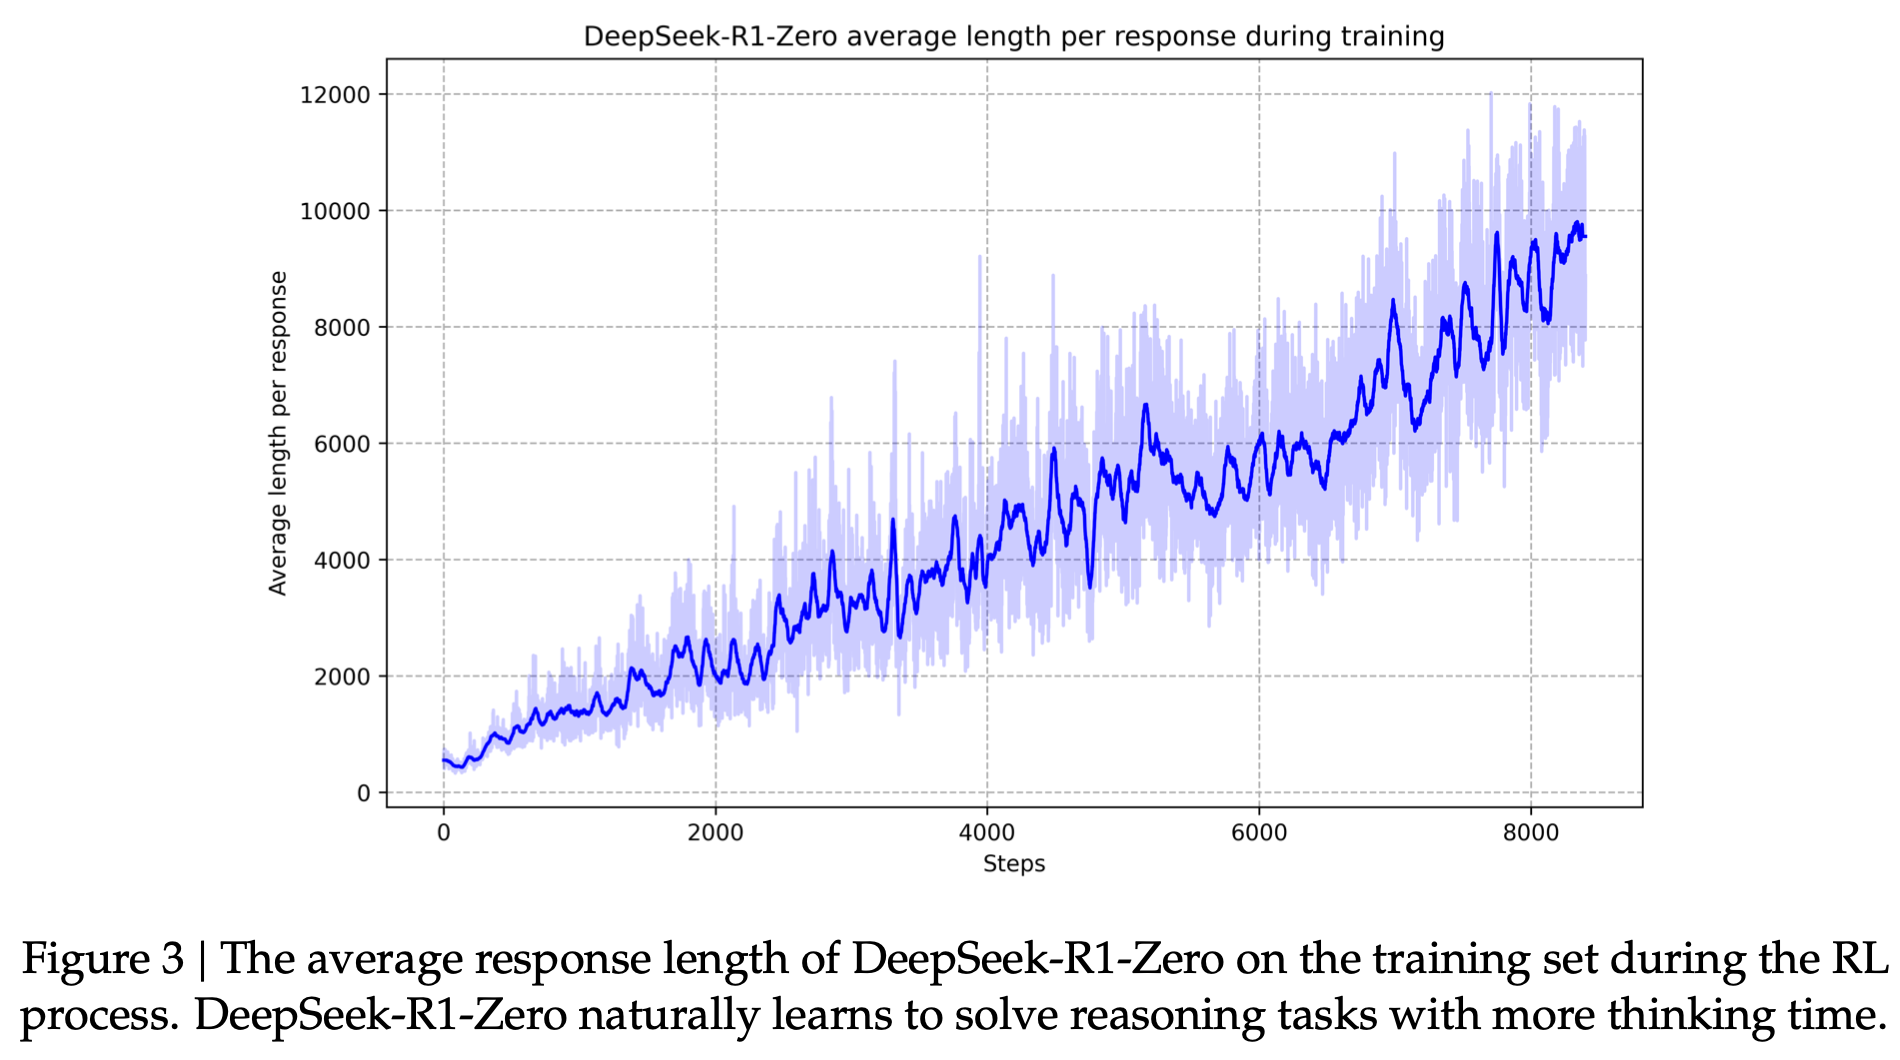 DeepSeek-R1-Zero average length per response during training
12000
10000
8000
6000
4000
2000
0
Average length per response
0 2000 4000 6000 8000
Steps
Figure 3 | The average response length of DeepSeek-R1-Zero on the training set during the RL
process. DeepSeek-R1-Zero naturally learns to solve reasoning tasks with more thinking time.